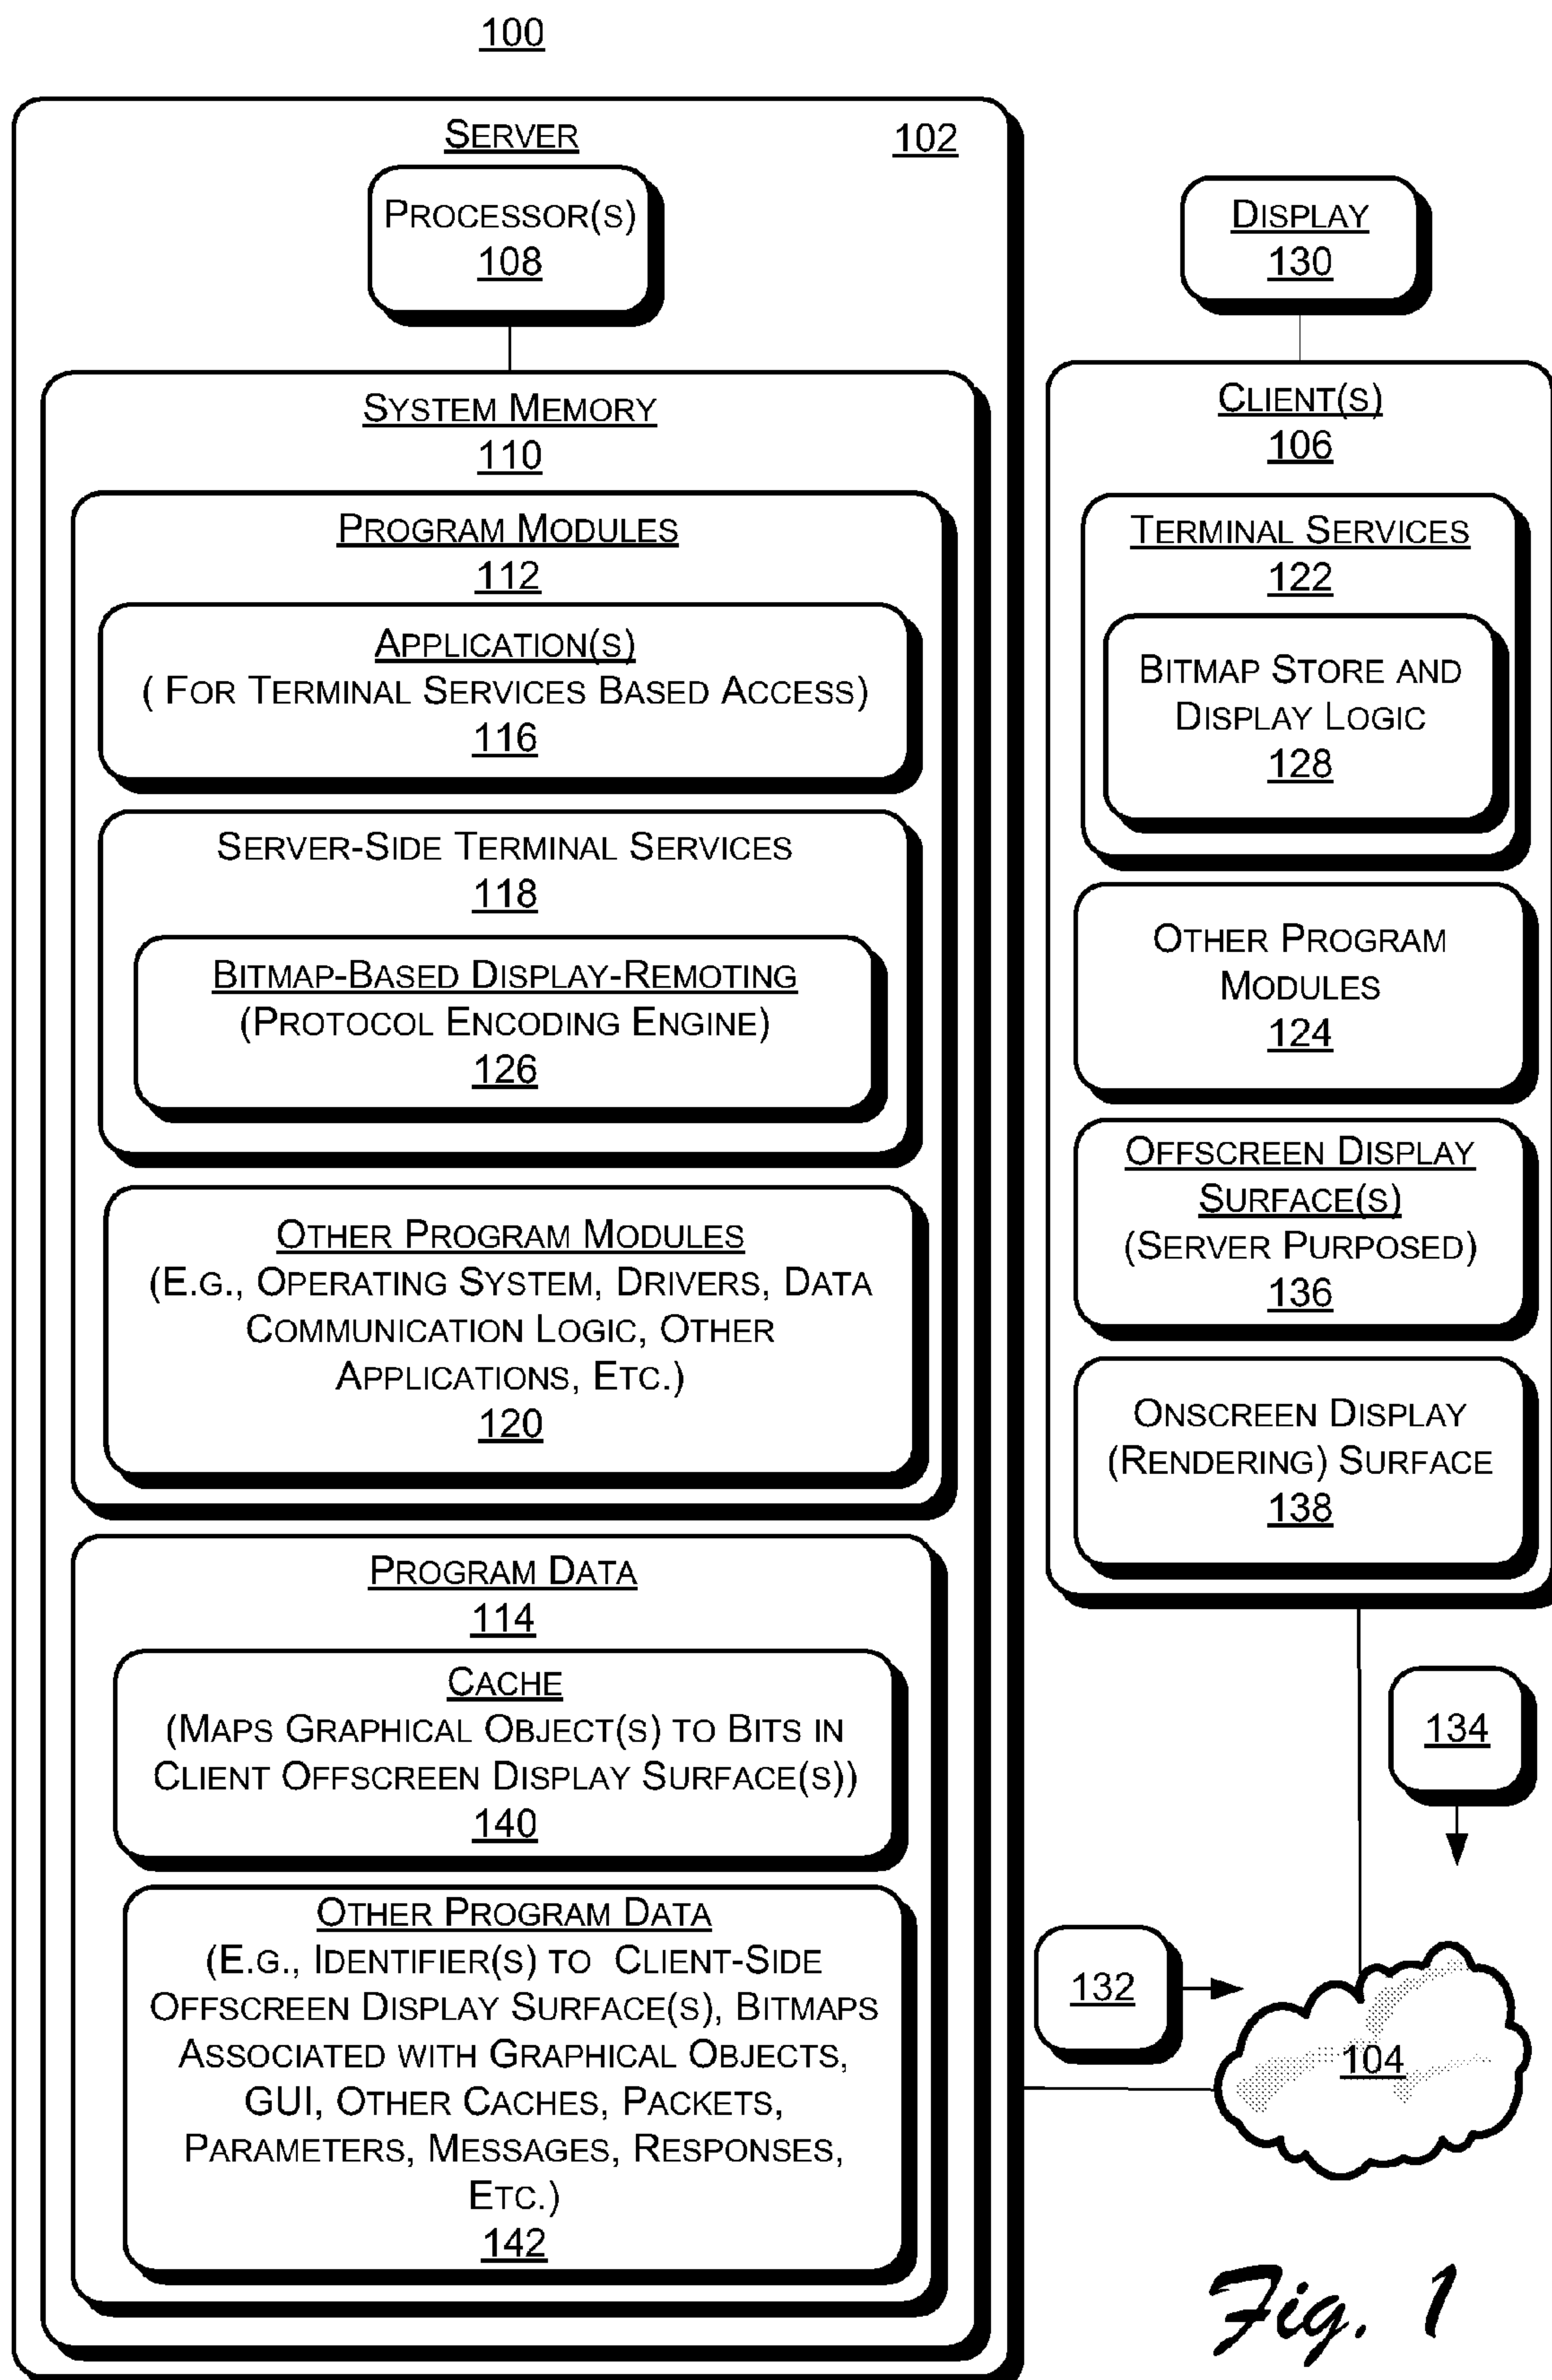 100
SERVER
102
PROCESSOR(S)
108
SYSTEM MEMORY
110
PROGRAM MODULES
112
APPLICATION(S)
( FOR TERMINAL SERVICES BASED ACCESS)
116
SERVER-SIDE TERMINAL SERVICES
118
BITMAP-BASED DISPLAY-REMOTING
(PROTOCOL ENCODING ENGINE)
126
OTHER PROGRAM MODULES
(E.G., OPERATING SYSTEM, DRIVERS, DATA
COMMUNICATION LOGIC, OTHER
APPLICATIONS, ETC.)
120
PROGRAM DATA
114
CACHE
(MAPS GRAPHICAL OBJECT(S) TO BITS IN
CLIENT OFFSCREEN DISPLAY SURFACE(S))
140
OTHER PROGRAM DATA
(E.G., IDENTIFIER(S) TO CLIENT-SIDE
OFFSCREEN DISPLAY SURFACE(S), BITMAPS
ASSOCIATED WITH GRAPHICAL OBJECTS,
GUI, OTHER CACHES, PACKETS,
PARAMETERS, MESSAGES, RESPONSES,
ETC.)
142
DISPLAY
130
CLIENT(S)
106
TERMINAL SERVICES
122
BITMAP STORE AND
DISPLAY LOGIC
128
OTHER PROGRAM
MODULES
124
OFFSCREEN DISPLAY
SURFACE(S)
(SERVER PURPOSED)
136
ONSCREEN DISPLAY
(RENDERING) SURFACE
138
134
132
104
Fig. 1